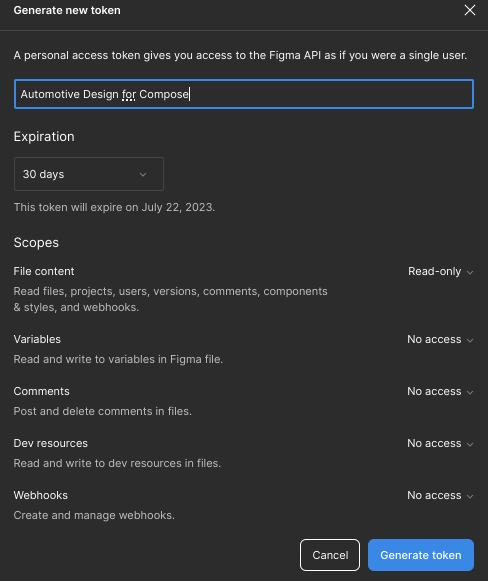 Generate new token
A personal access token gives you access to the Figma API as if you were a single user.
Automotive Design for Compose
Expiration
30 days
This token will expire on July 22, 2023.
Scopes
File content
Read-only
Read files, projects, users, versions, comments, components
& styles, and webhooks.
Variables
No access
Read and write to variables in Figma file.
Comments
No access
Post and delete comments in files.
Dev resources
No access
Read and write to dev resources in files.
Webhooks
No access
Create and manage webhooks.
Cancel
Generate token